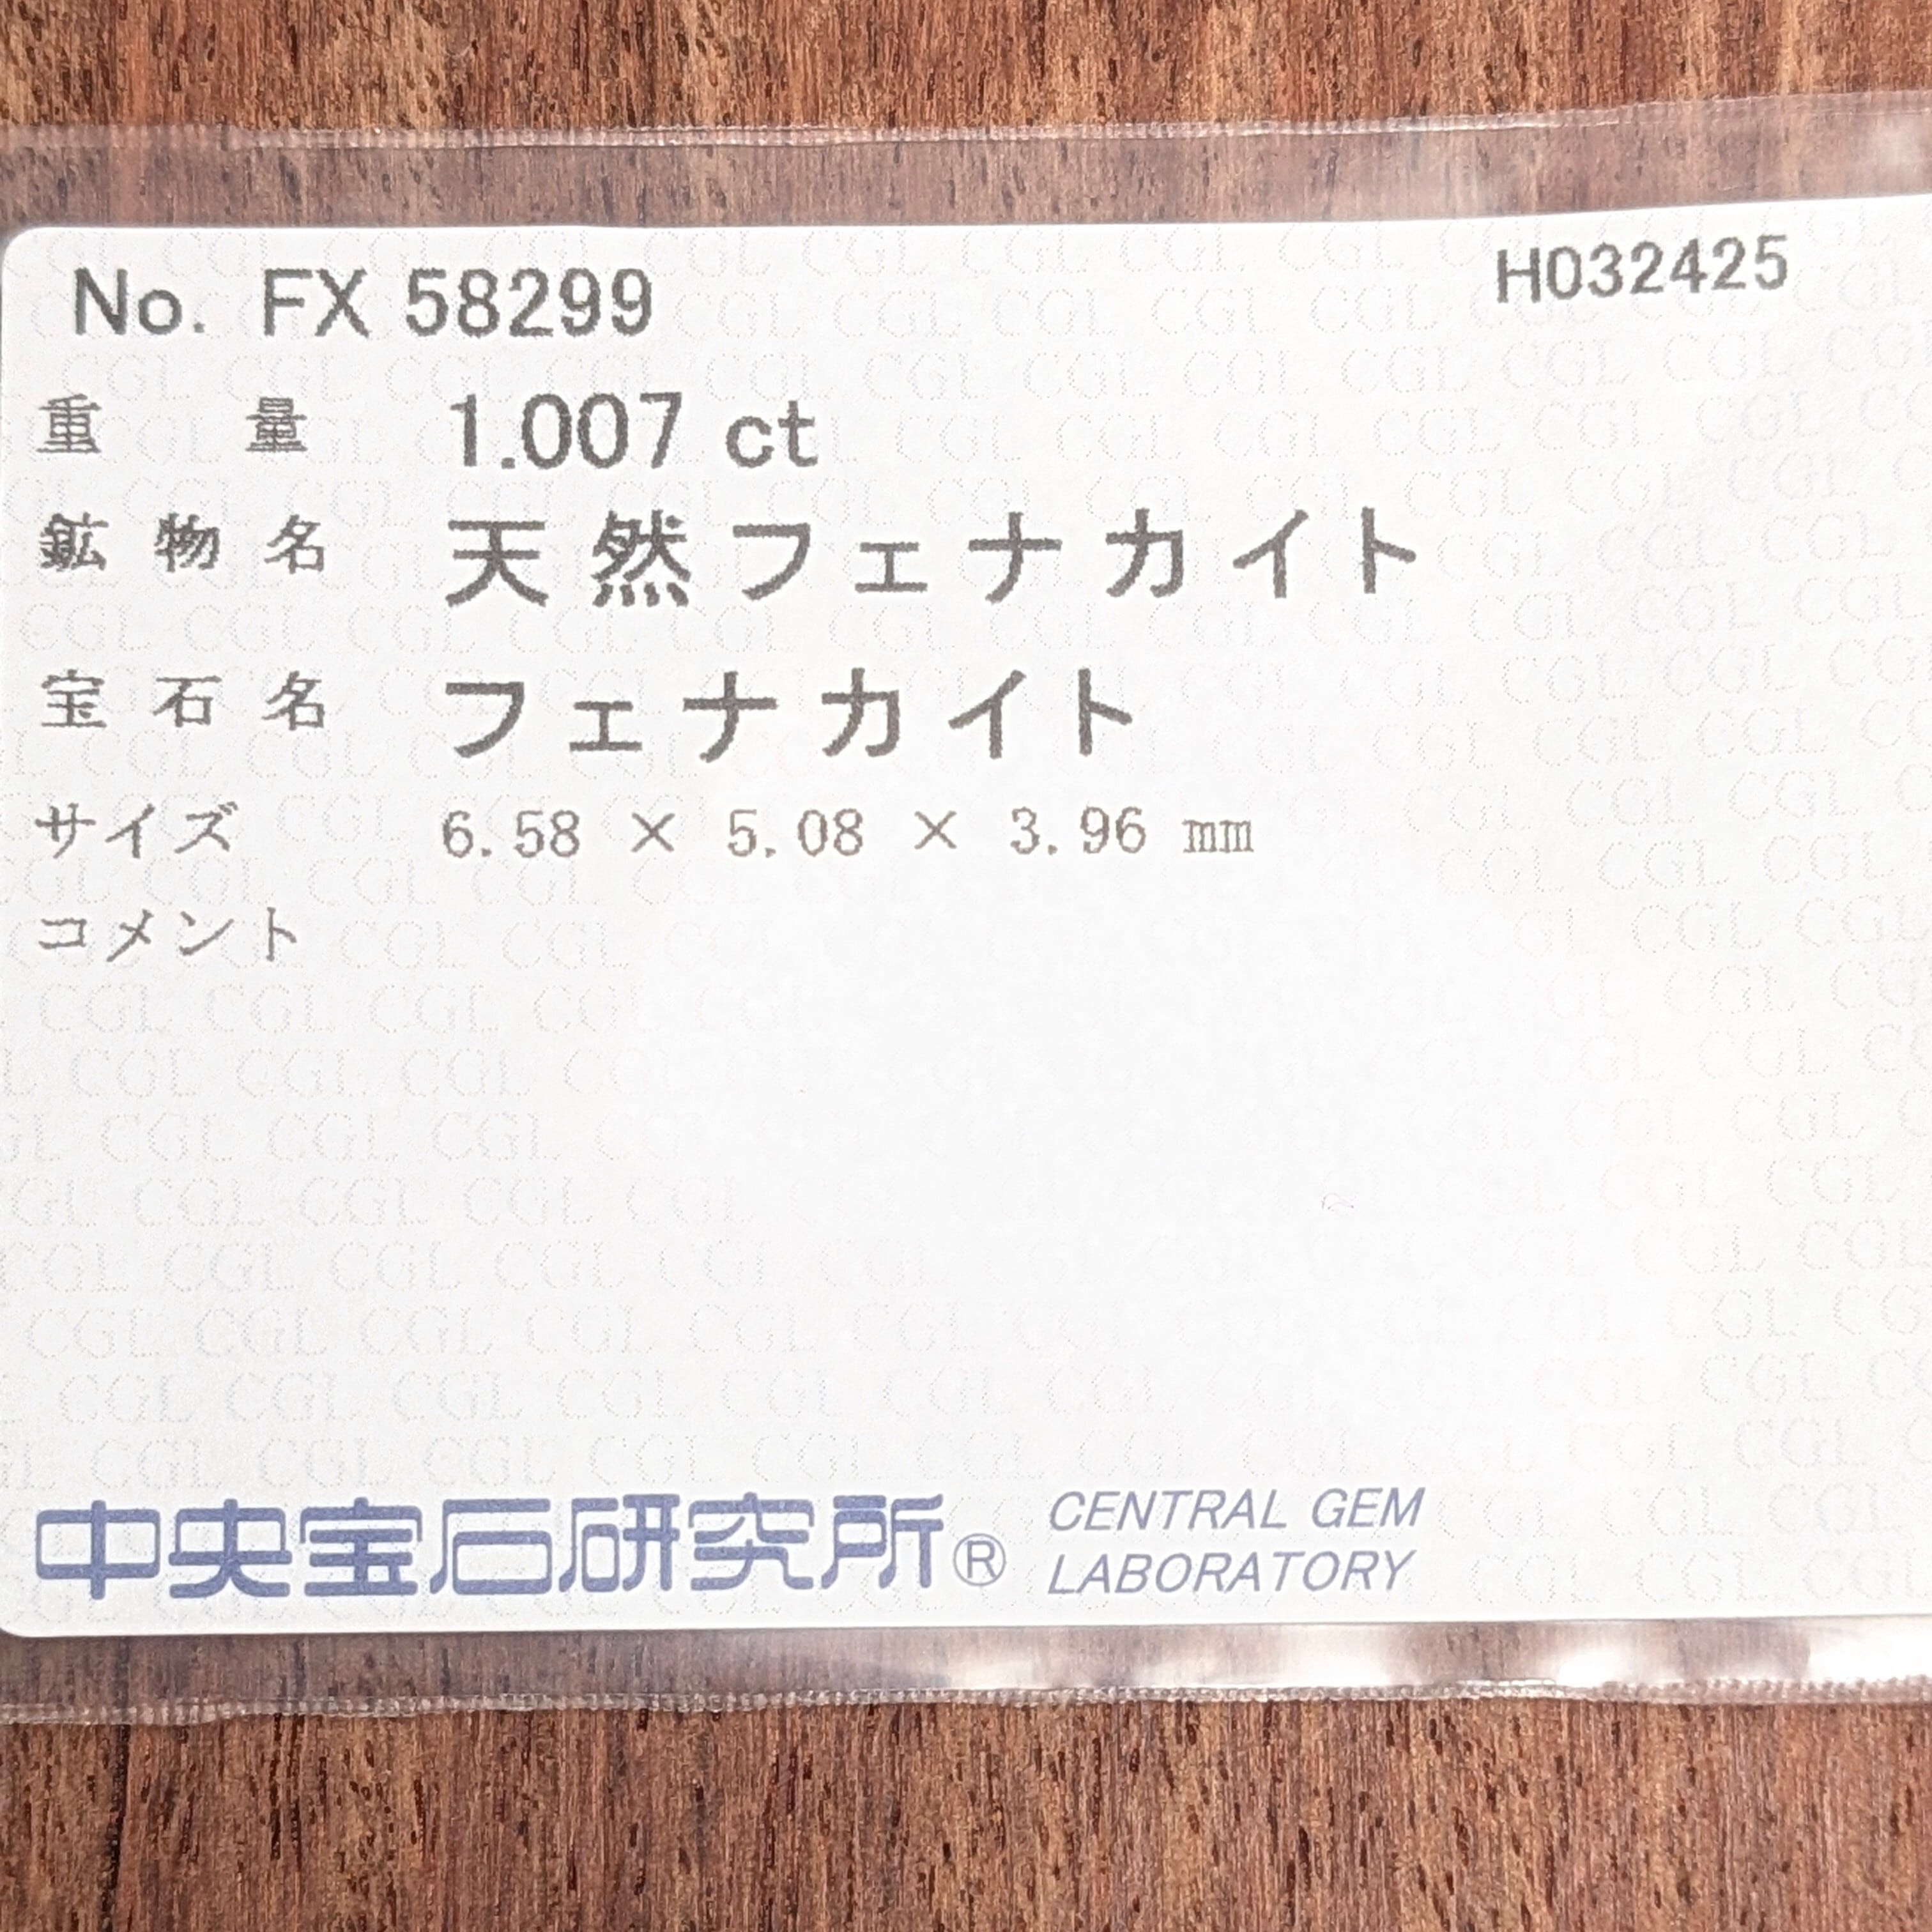 No. FX 58299 H032425
重量 1.007 ct
鉱物名 天然フェナカイト
宝石名 フェナカイト
サイズ 6.58 × 5.08 × 3.96 mm
コメント
中央宝石研究所® CENTRAL GEM LABORATORY